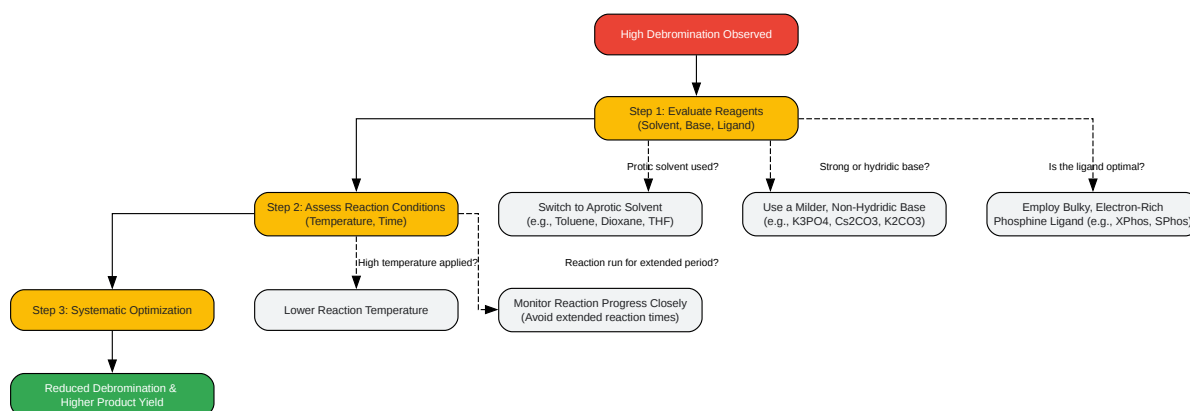 High Debromination Observed
Step 1: Evaluate Reagents
(Solvent, Base, Ligand)
Protic solvent used?
Strong or hydridic base?
Is the ligand optimal?
Step 2: Assess Reaction Conditions
(Temperature, Time)
Switch to Aprotic Solvent
(e.g., Toluene, Dioxane, THF)
Use a Milder, Non-Hydridic Base
(e.g., K3PO4, Cs2CO3, K2CO3)
Employ Bulky, Electron-Rich
Phosphine Ligand (e.g., XPhos, SPhos)
High temperature applied?
Reaction run for extended period?
Step 3: Systematic Optimization
Lower Reaction Temperature
Monitor Reaction Progress Closely
(Avoid extended reaction times)
Reduced Debromination &
Higher Product Yield